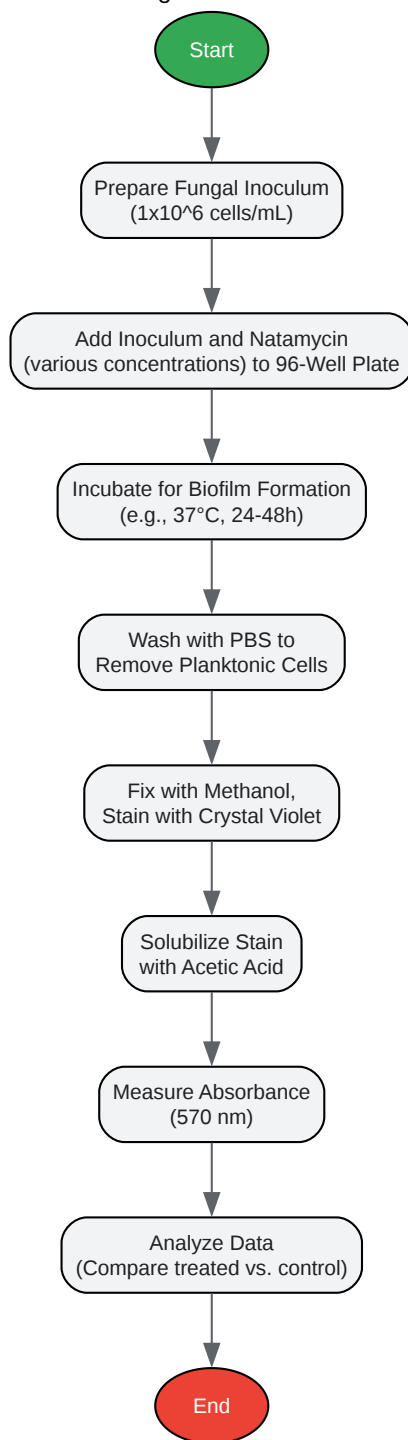 Start
Prepare Fungal Inoculum
(1x10^6 cells/mL)
Add Inoculum and Natamycin
(various concentrations) to 96-Well Plate
Incubate for Biofilm Formation
(e.g., 37°C, 24-48h)
Wash with PBS to
Remove Planktonic Cells
Fix with Methanol,
Stain with Crystal Violet
Solubilize Stain
with Acetic Acid
Measure Absorbance
(570 nm)
Analyze Data
(Compare treated vs. control)
End